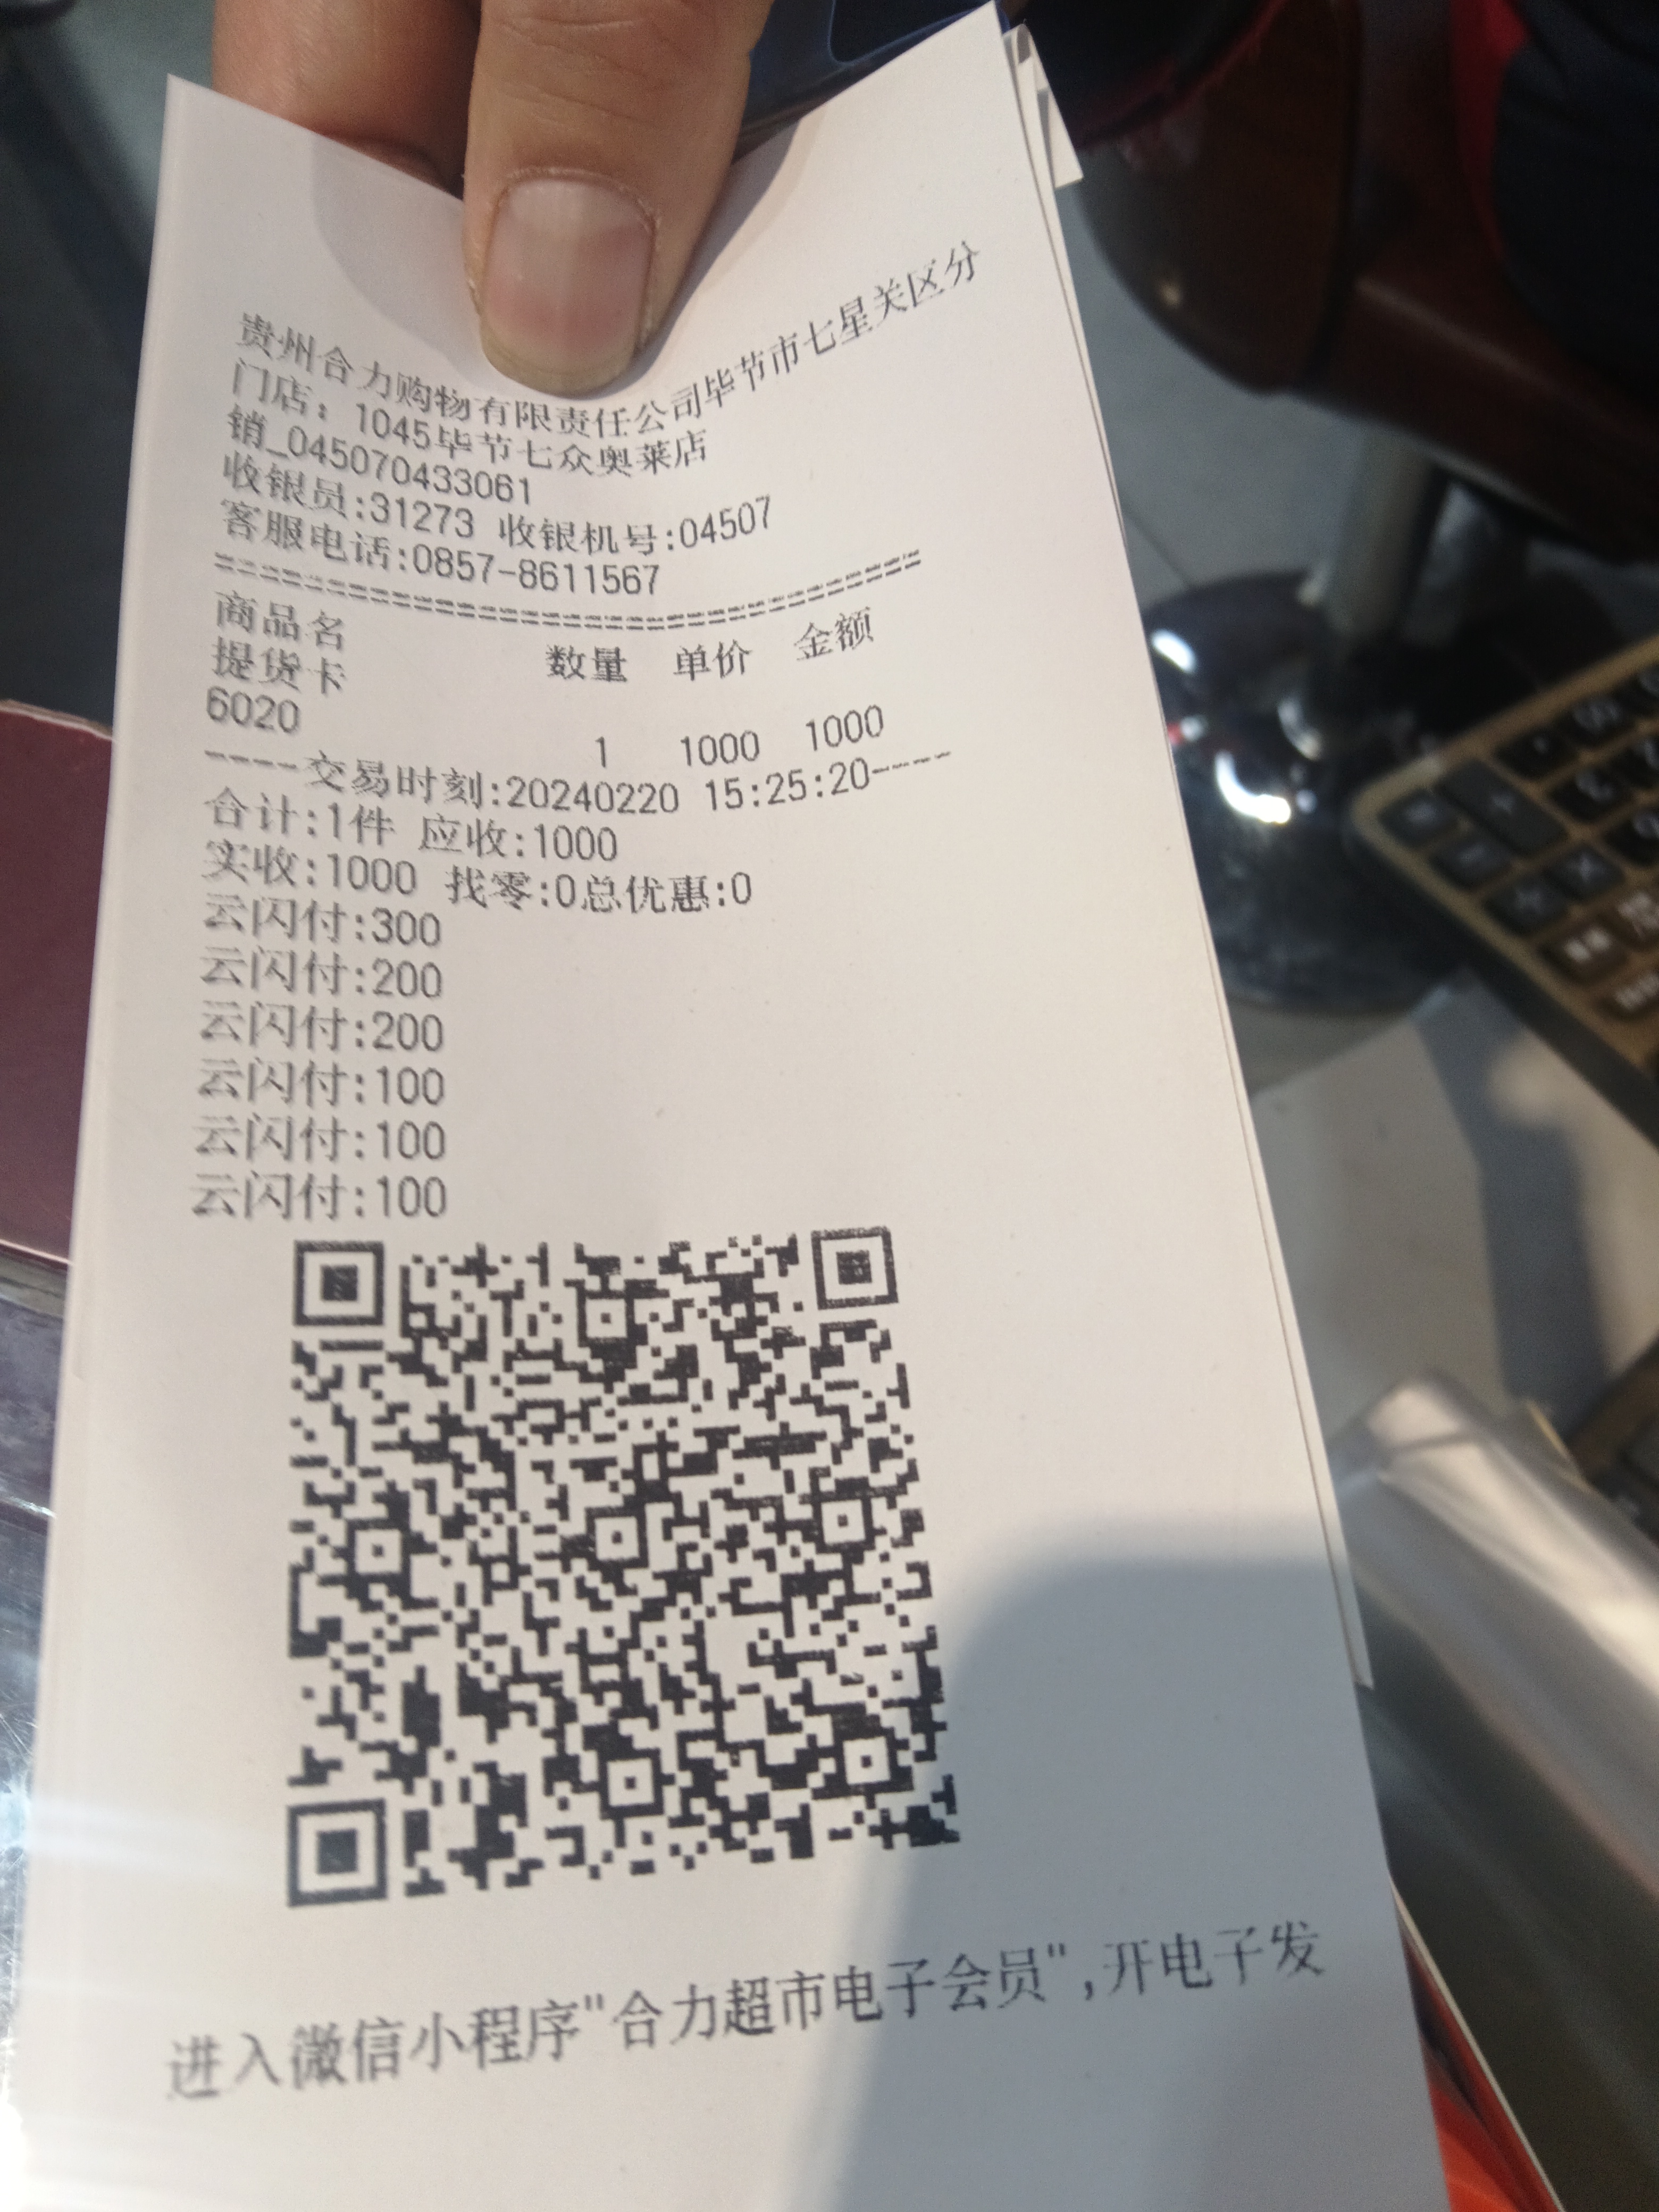 贵州合力购物有限责任公司毕节市七星关区分
门店：1045毕节七众奥莱店
销_045070433061
收银员:31273 收银机号:04507
客服电话:0857-8611567
================================
商品名 数量 单价 金额
提货卡
6020 1 1000 1000
----交易时刻:20240220 15:25:20----
合计:1件 应收:1000
实收:1000 找零:0总优惠:0
云闪付:300
云闪付:200
云闪付:200
云闪付:100
云闪付:100
云闪付:100
进入微信小程序"合力超市电子会员",开电子发